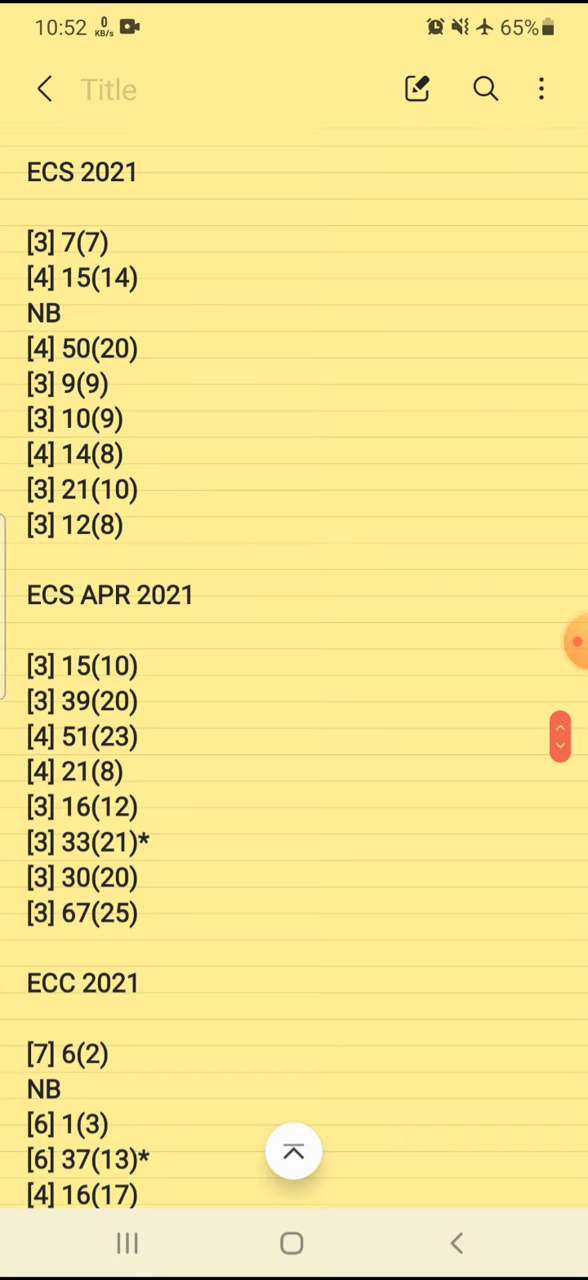 10:52 0 KB/s 65%
Title
ECS 2021
[3] 7(7)
[4] 15(14)
NB
[4] 50(20)
[3] 9(9)
[3] 10(9)
[4] 14(8)
[3] 21(10)
[3] 12(8)
ECS APR 2021
[3] 15(10)
[3] 39(20)
[4] 51(23)
[4] 21(8)
[3] 16(12)
[3] 33(21)*
[3] 30(20)
[3] 67(25)
ECC 2021
[7] 6(2)
NB
[6] 1(3)
[6] 37(13)*
[4] 16(17)